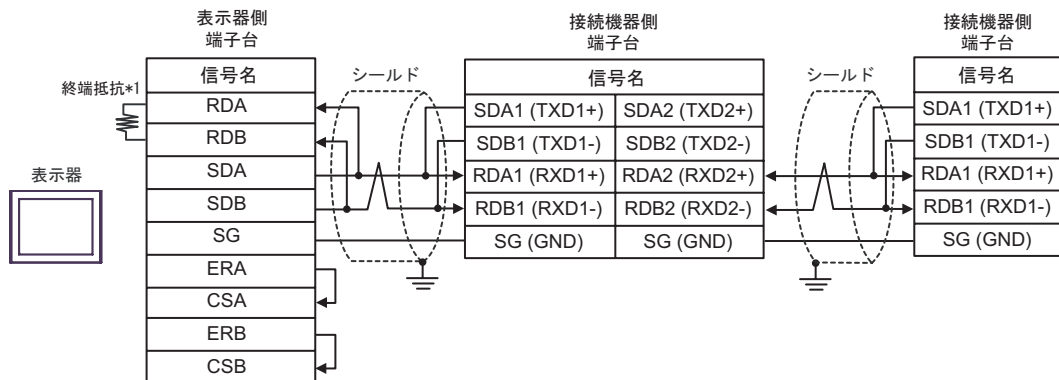 表示器側
端子台
信号名
RDA
RDB
SDA
SDB
SG
ERA
CSA
ERB
CSB
終端抵抗*1
表示器
シールド
接続機器側
端子台
信号名
SDA1 (TXD1+) SDA2 (TXD2+)
SDB1 (TXD1-) SDB2 (TXD2-)
RDA1 (RXD1+) RDA2 (RXD2+)
RDB1 (RXD1-) RDB2 (RXD2-)
SG (GND) SG (GND)
シールド
接続機器側
端子台
信号名
SDA1 (TXD1+)
SDB1 (TXD1-)
RDA1 (RXD1+)
RDB1 (RXD1-)
SG (GND)